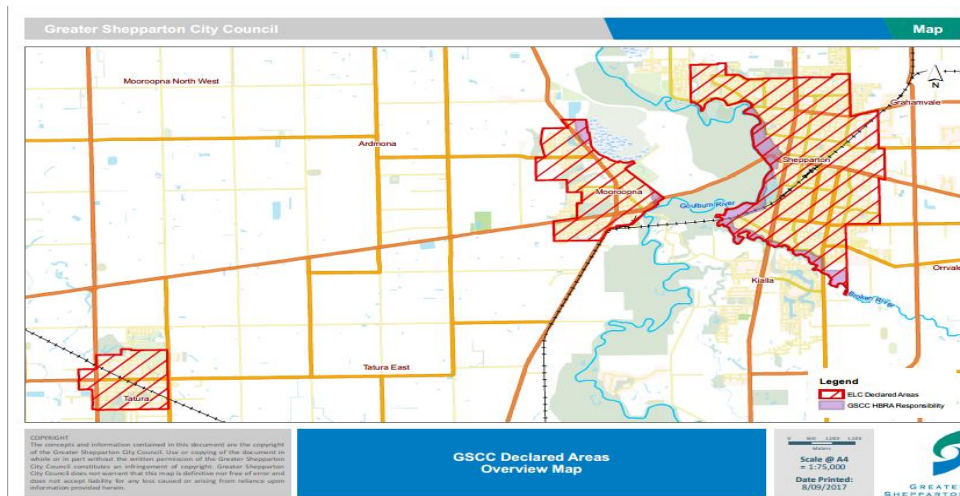 Greater Shepparton City Council
Map
Mooroopna North West
N
Grahamvale
Ardmona
Shepparton
Mooroopna
Goulburn River
Orrvale
Kialla
Broken River
Tatura East
Tatura
Legend
ELC Declared Areas
GSCC HBRA Responsibility
COPYRIGHT
The concepts and information contained in this document are the copyright
of the Greater Shepparton City Council. Use or copying of the document in
whole or in part without the written permission of the Greater Shepparton
City Council constitutes an infringement of copyright. Greater Shepparton
City Council does not warrant that this map is definitive nor free of error and
does not accept liability for any loss caused or arising from reliance upon
information provided herein.
GSCC Declared Areas
Overview Map
Scale @ A4
= 1:75,000
Date Printed:
8/09/2017
GREATER
SHEPPARTON